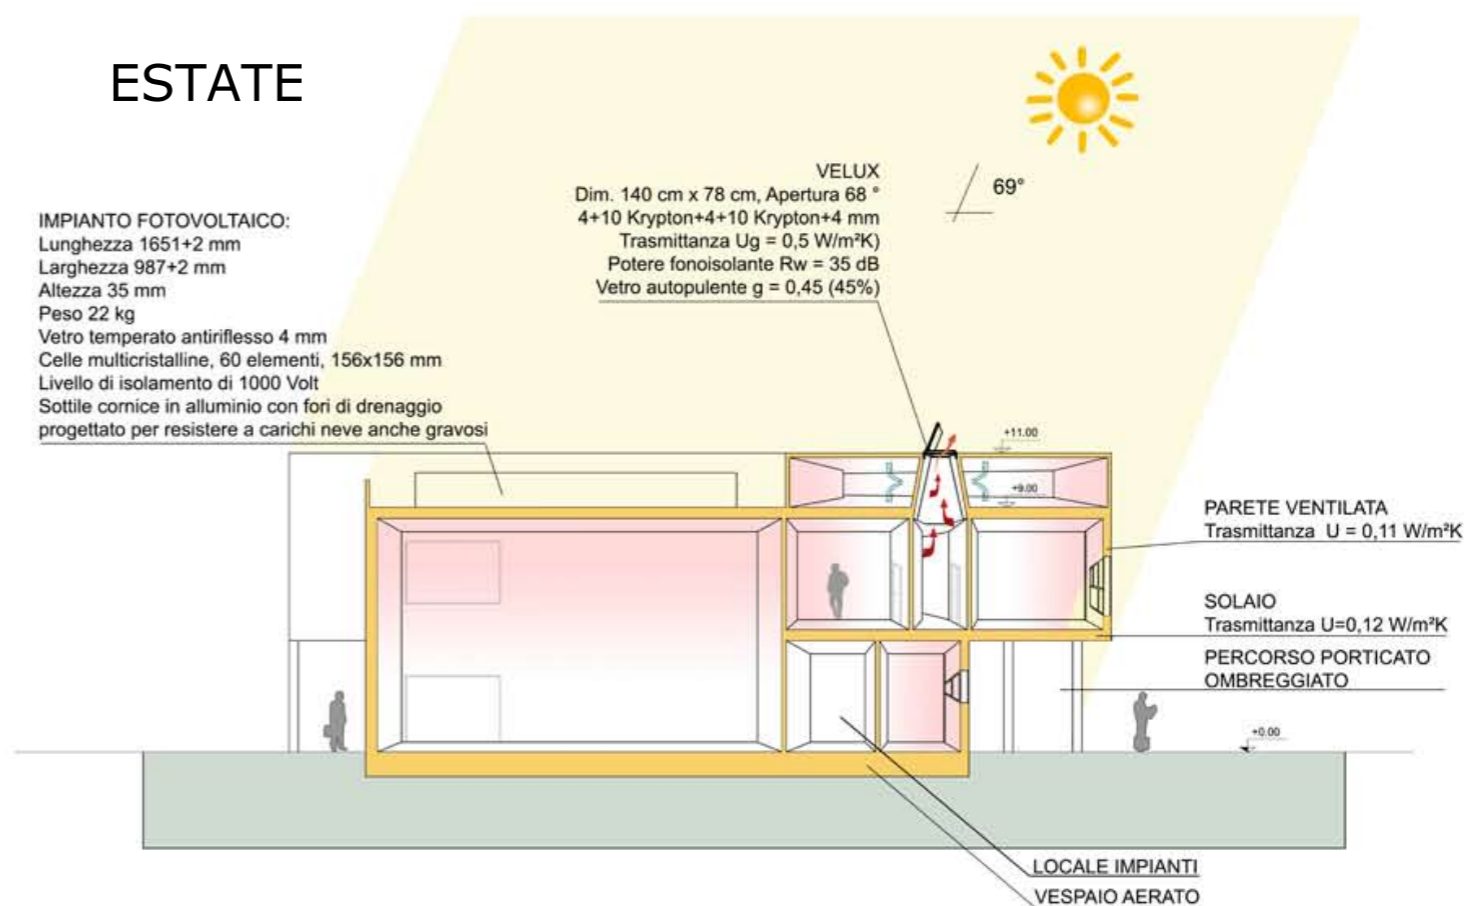 ESTATE
VELUX
Dim. 140 cm x 78 cm, Apertura 68 °
4+10 Krypton+4+10 Krypton+4 mm
Trasmittanza Ug = 0,5 W/m²K)
Potere fonoisolante Rw = 35 dB
Vetro autopulente g = 0,45 (45%)
69°
IMPIANTO FOTOVOLTAICO:
Lunghezza 1651+2 mm
Larghezza 987+2 mm
Altezza 35 mm
Peso 22 kg
Vetro temperato antiriflesso 4 mm
Celle multicristalline, 60 elementi, 156x156 mm
Livello di isolamento di 1000 Volt
Sottile cornice in alluminio con fori di drenaggio
progettato per resistere a carichi neve anche gravosi
+11.00
+9.00
PARETE VENTILATA
Trasmittanza U = 0,11 W/m²K
SOLAIO
Trasmittanza U=0,12 W/m²K
PERCORSO PORTICATO
OMBREGGIATO
+0.00
LOCALE IMPIANTI
VESPAIO AERATO